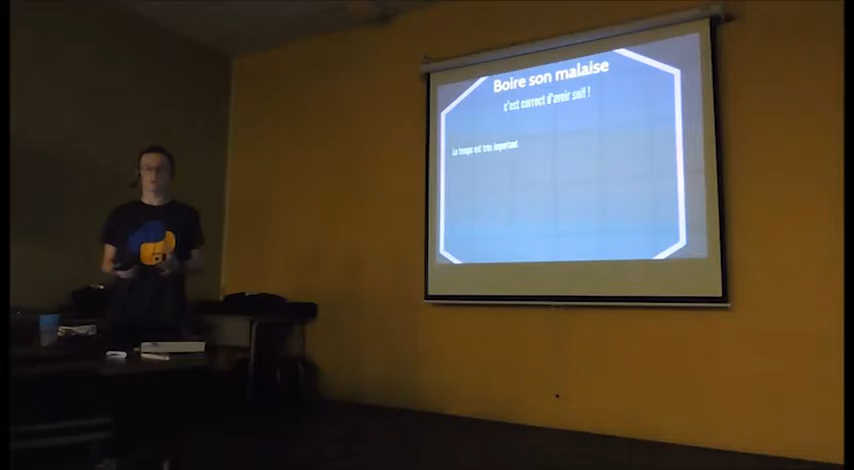 Boire son malaise
c'est correct d'avoir soif !
Le temps est très important